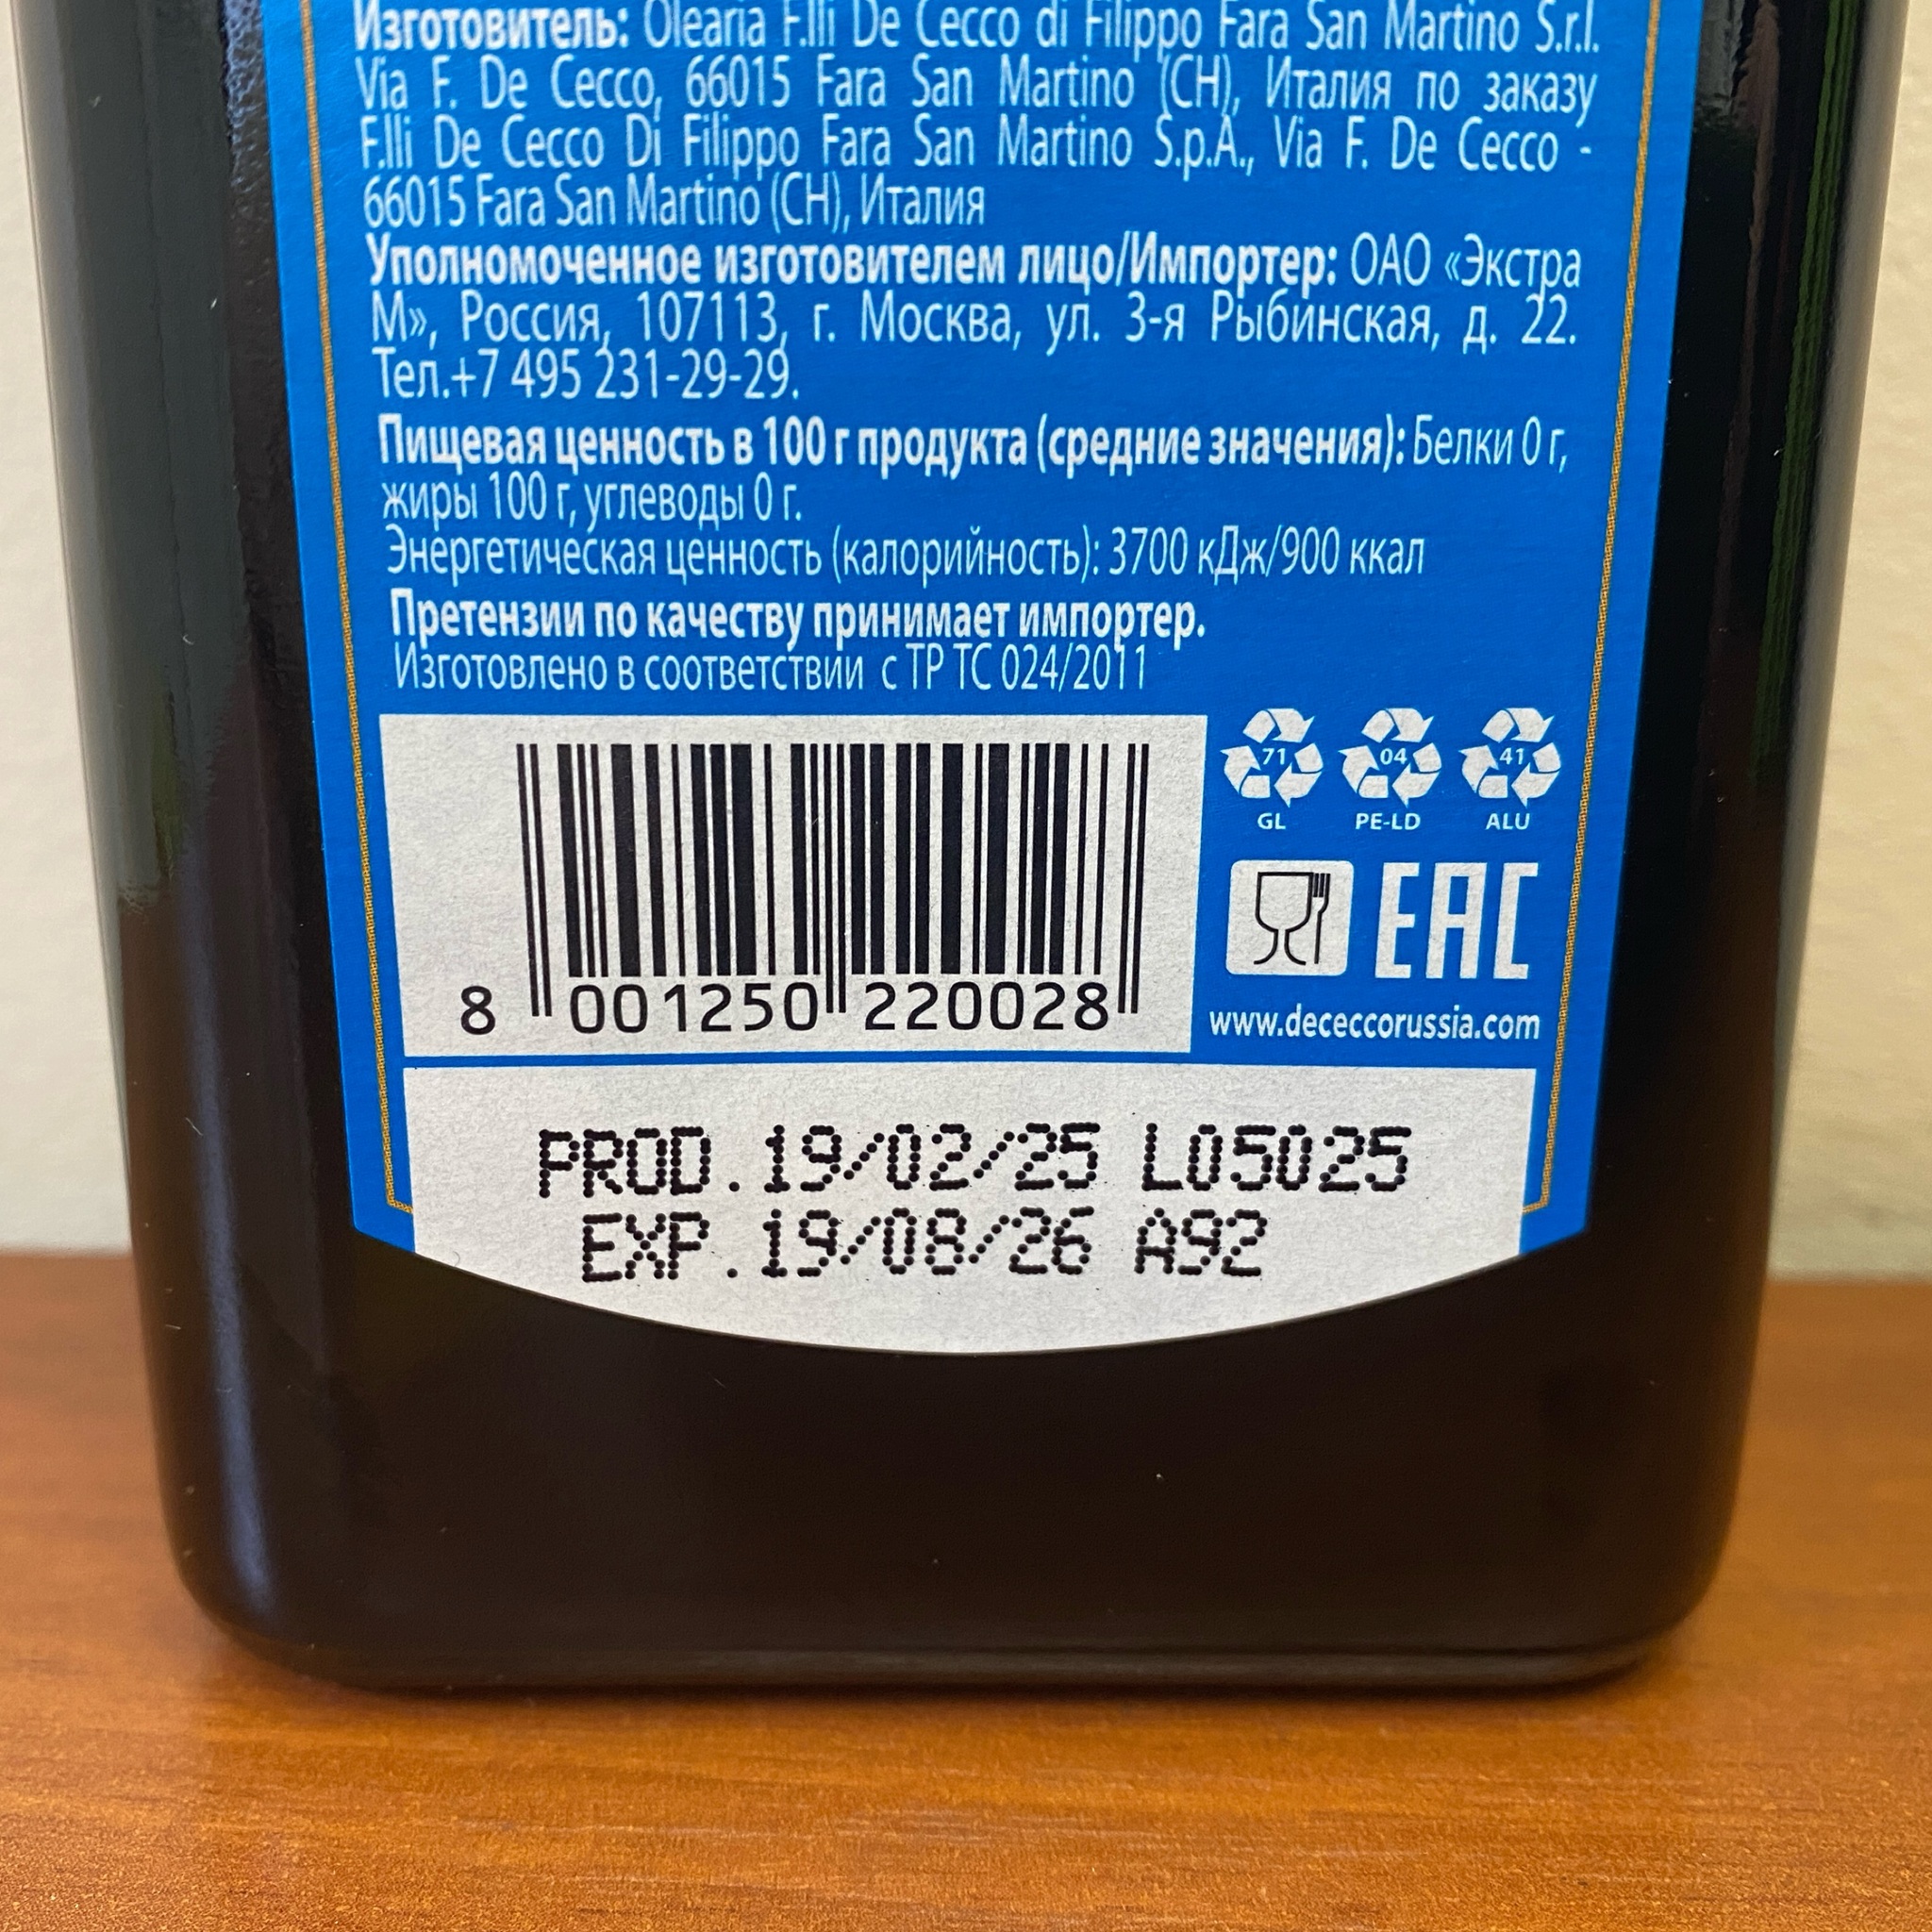 Изготовитель: Olearia F.lli De Cecco di Filippo Fara San Martino S.r.l.
Via F. De Cecco, 66015 Fara San Martino (CH), Италия по заказу
F.lli De Cecco Di Filippo Fara San Martino S.p.A., Via F. De Cecco -
66015 Fara San Martino (CH), Италия
Уполномоченное изготовителем лицо/Импортер: ОАО «Экстра
М», Россия, 107113, г. Москва, ул. 3-я Рыбинская, д. 22.
Тел.+7 495 231-29-29.
Пищевая ценность в 100 г продукта (средние значения): Белки 0 г,
жиры 100 г, углеводы 0 г.
Энергетическая ценность (калорийность): 3700 кДж/900 ккал
Претензии по качеству принимает импортер.
Изготовлено в соответствии с ТР ТС 024/2011
71 04 41
GL PE-LD ALU
EAC
8 001250 220028
www.dececcorussia.com
PROD.19/02/25 L05025
EXP.19/08/26 A92